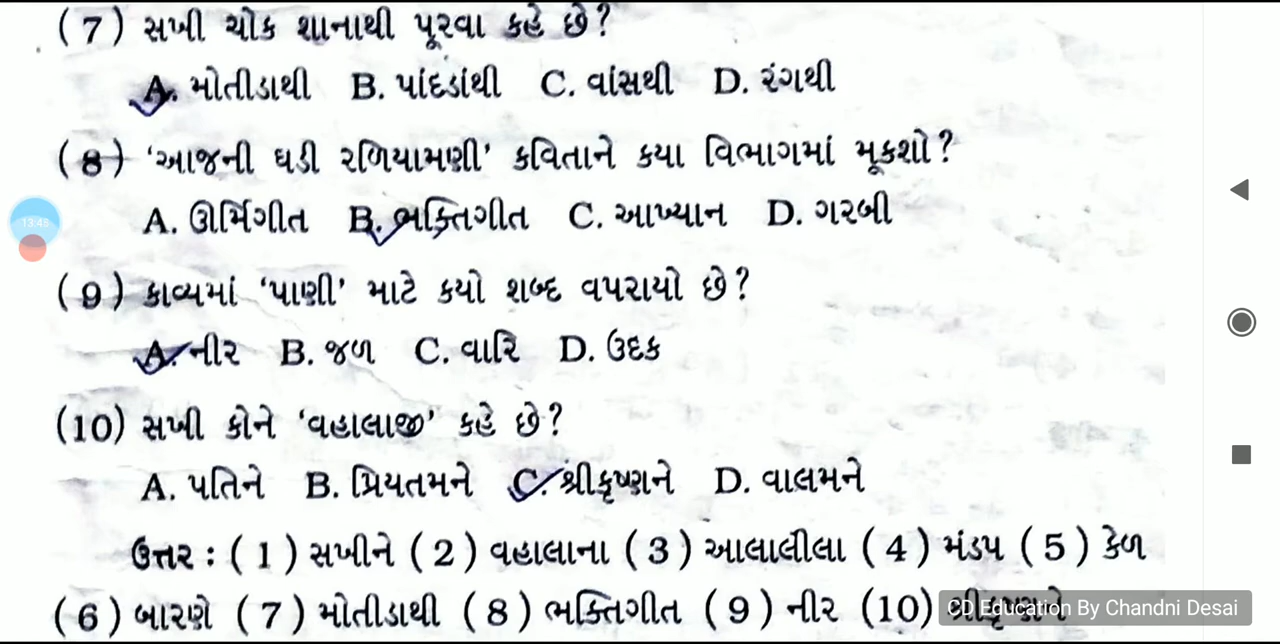 (7) સખી ચોક શાનાથી પૂરવા કહે છે?
A. મોતીડાથી B. પાંદડાંથી C. વાંસથી D. રંગથી
(8) ‘આજની ઘડી રળિયામણી’ કવિતાને કયા વિભાગમાં મૂકશો?
13:45
A. ઊર્મિગીત B. ભક્તિગીત C. આખ્યાન D. ગરબી
(9) કાવ્યમાં ‘પાણી’ માટે કયો શબ્દ વપરાયો છે?
A. નીર B. જળ C. વારિ D. ઉદક
(10) સખી કોને ‘વહાલાજી’ કહે છે?
A. પતિને B. પ્રિયતમને C. શ્રીકૃષ્ણને D. વાલમને
ઉત્તર : (1) સખીને (2) વહાલાના (3) આલાલીલા (4) મંડપ (5) કેળ
(6) બારણે (7) મોતીડાથી (8) ભક્તિગીત (9) નીર (10) શ્રીકૃષ્ણને
CD Education By Chandni Desai